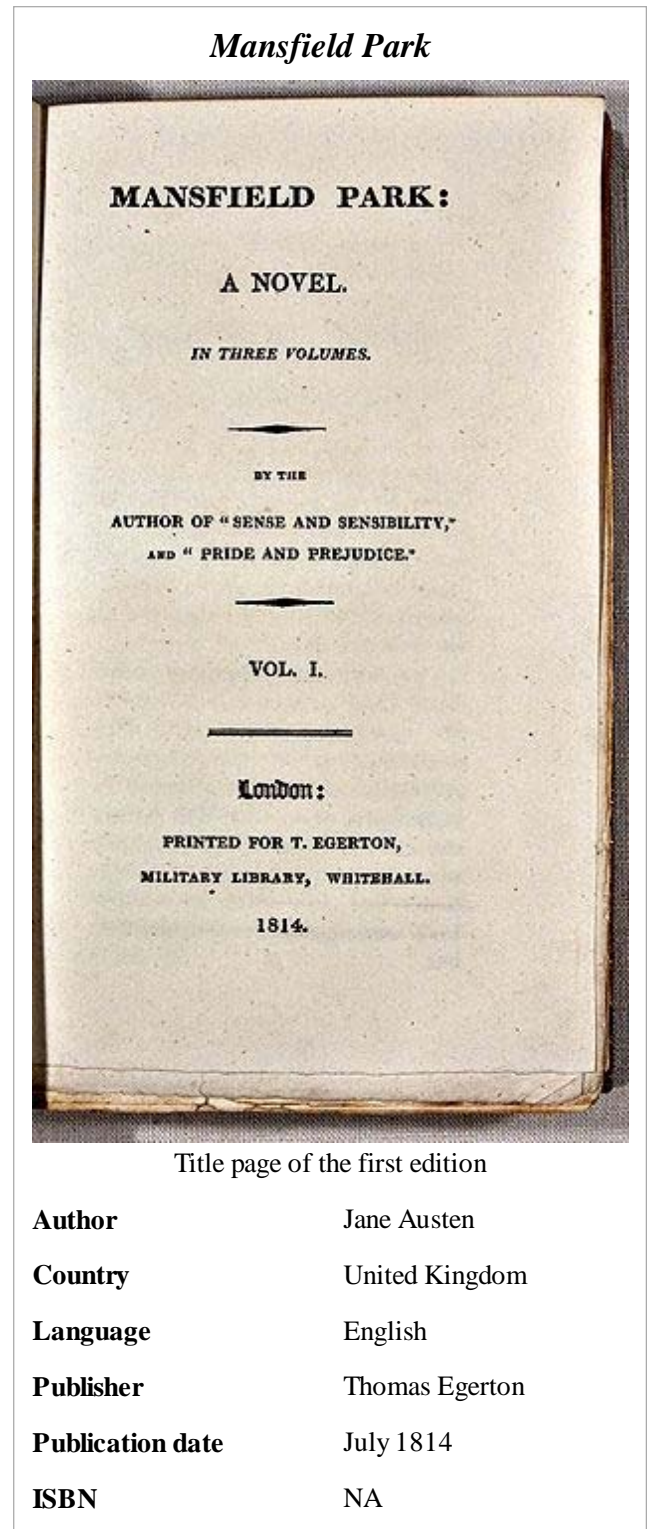 Mansfield Park
MANSFIELD PARK:
A NOVEL.
IN THREE VOLUMES.
BY THE
AUTHOR OF “SENSE AND SENSIBILITY,”
AND “ PRIDE AND PREJUDICE.”
VOL. I.
London:
PRINTED FOR T. EGERTON,
MILITARY LIBRARY, WHITEHALL.
1814.
Title page of the first edition
Author Jane Austen
Country United Kingdom
Language English
Publisher Thomas Egerton
Publication date July 1814
ISBN NA